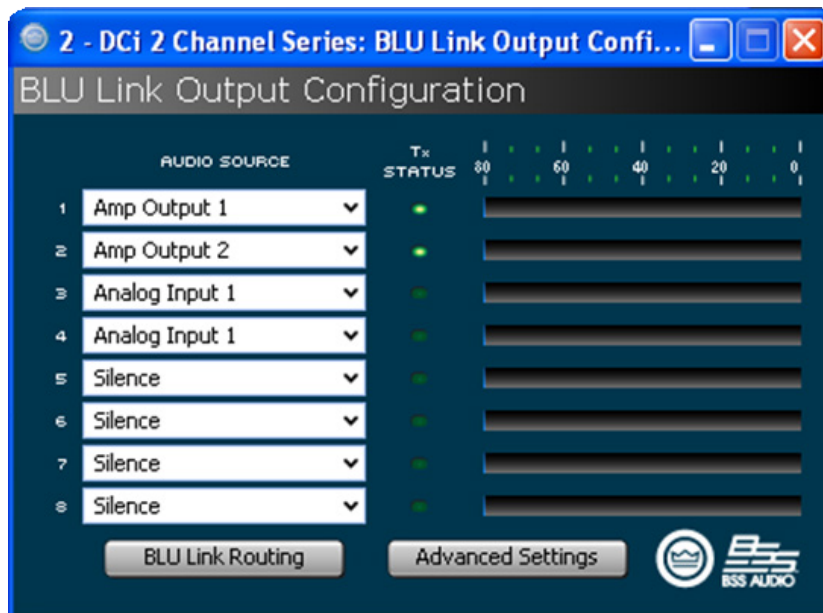 2 - DCi 2 Channel Series: BLU Link Output Confi...
BLU Link Output Configuration
AUDIO SOURCE
Tx
STATUS
80 60 40 20 0
1 Amp Output 1
2 Amp Output 2
3 Analog Input 1
4 Analog Input 1
5 Silence
6 Silence
7 Silence
8 Silence
BLU Link Routing
Advanced Settings
BSS
BSS AUDIO